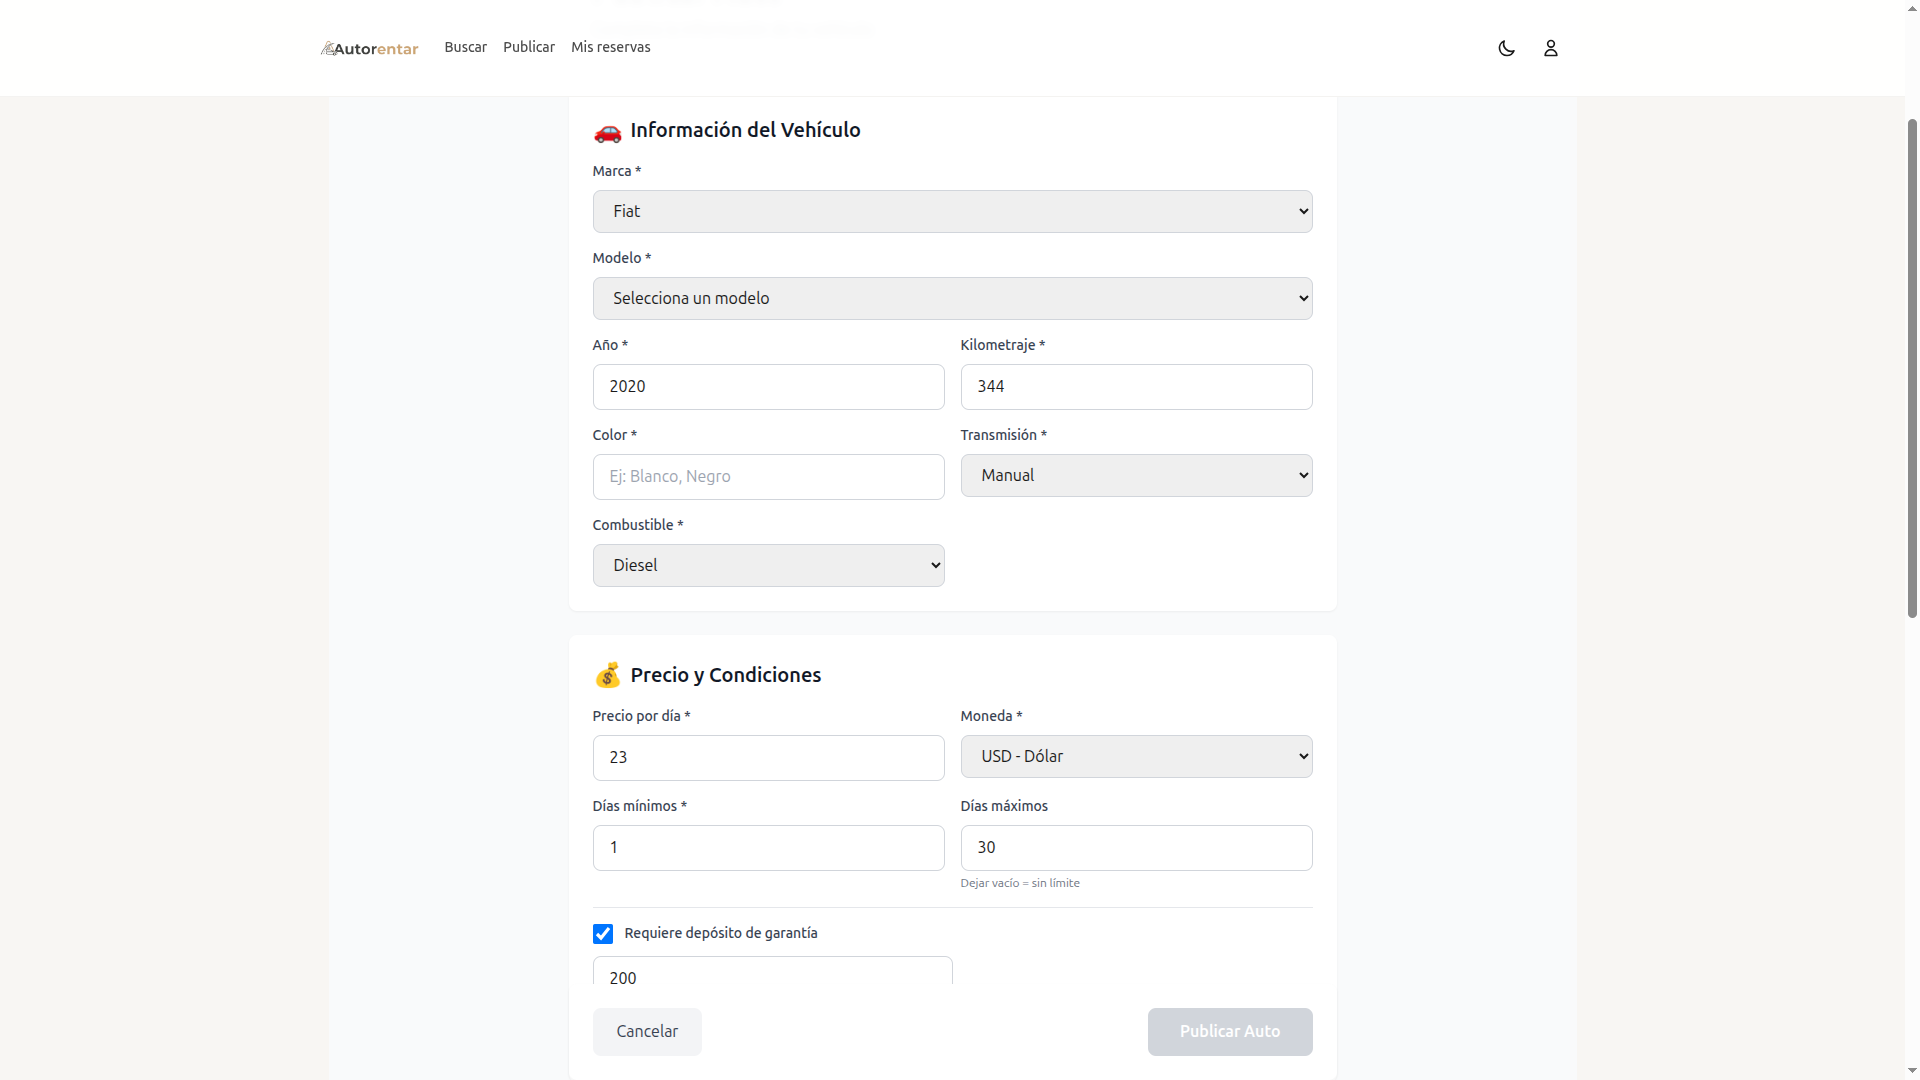 Autorentar Buscar Publicar Mis reservas
Información del Vehículo
Marca *
Fiat
Modelo *
Selecciona un modelo
Año * Kilometraje *
2020 344
Color * Transmisión *
Ej: Blanco, Negro Manual
Combustible *
Diesel
Precio y Condiciones
Precio por día * Moneda *
23 USD - Dólar
Días mínimos * Días máximos
1 30
Dejar vacío = sin límite
Requiere depósito de garantía
200
Cancelar Publicar Auto